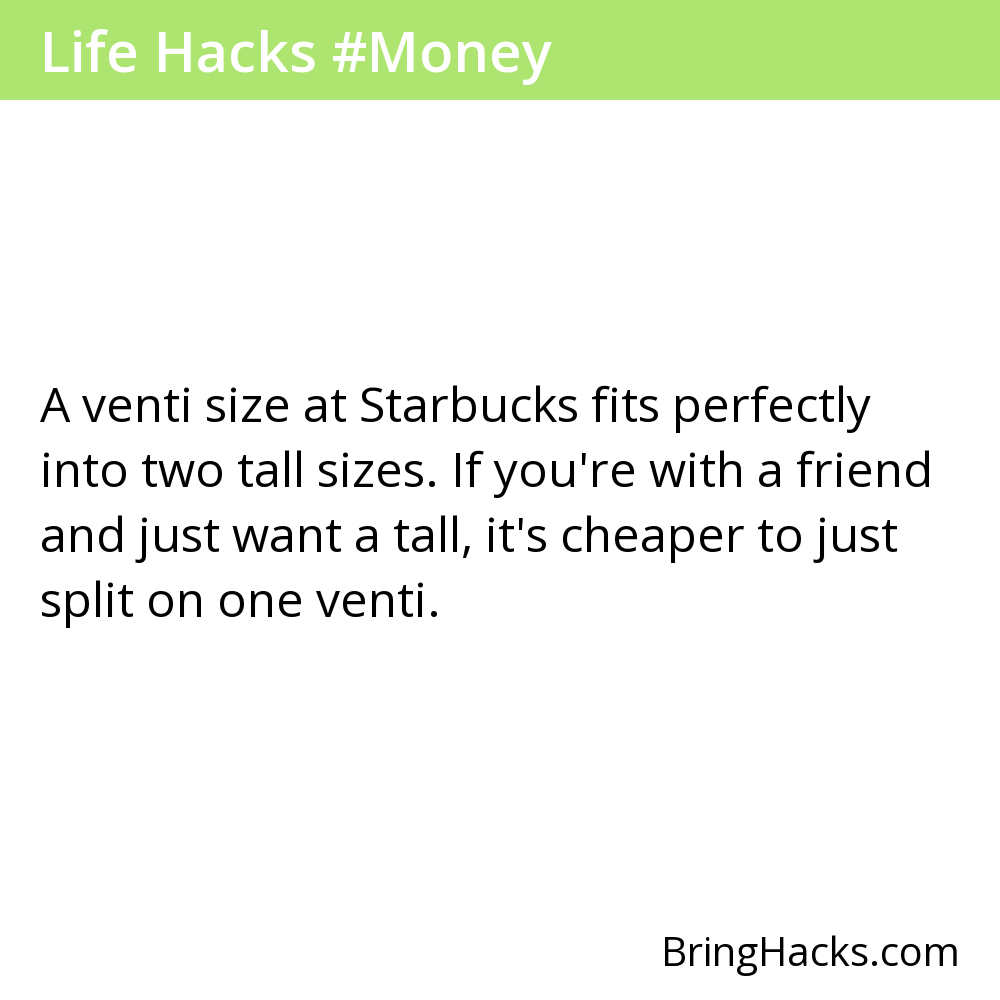 Life Hacks #Money
A venti size at Starbucks fits perfectly
into two tall sizes. If you're with a friend
and just want a tall, it's cheaper to just
split on one venti.
BringHacks.com